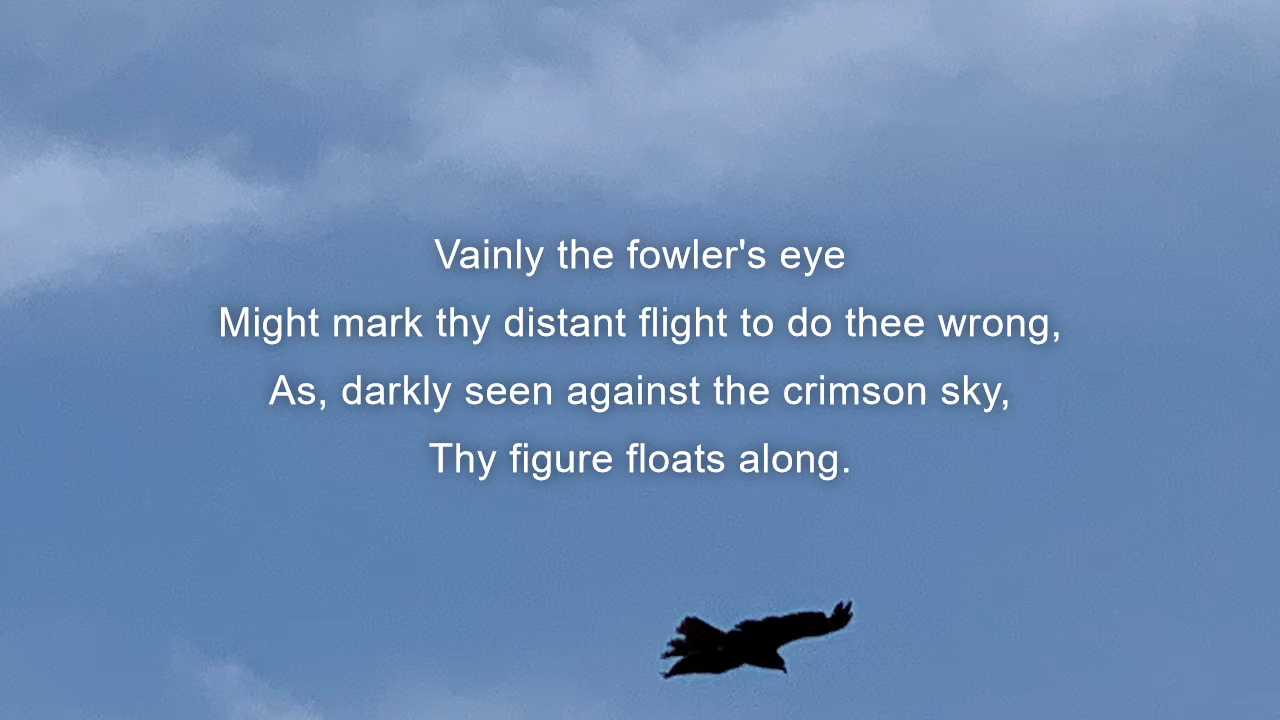 Vainly the fowler's eye
Might mark thy distant flight to do thee wrong,
As, darkly seen against the crimson sky,
Thy figure floats along.